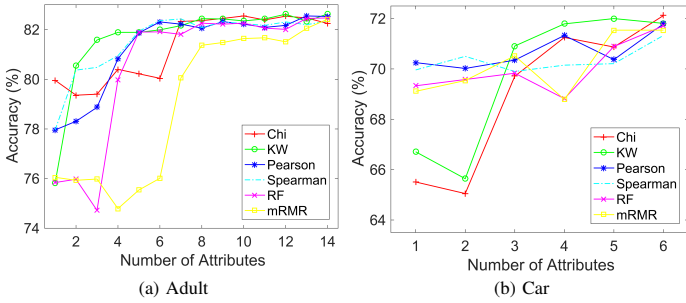 82
80
78
76
74
Accuracy (%)
Chi
KW
Pearson
Spearman
RF
mRMR
2 4 6 8 10 12 14
Number of Attributes
(a) Adult
72
70
68
66
64
Accuracy (%)
Chi
KW
Pearson
Spearman
RF
mRMR
1 2 3 4 5 6
Number of Attributes
(b) Car